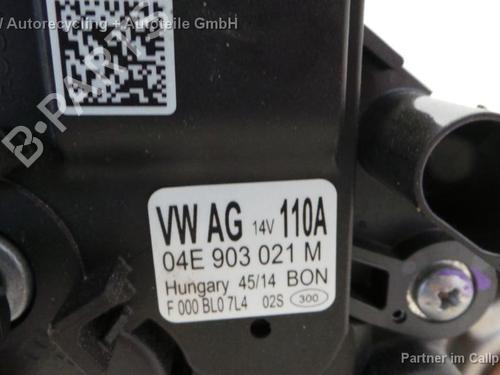 W Autorecycling + Autoteile GbR
B-PARTS
VW AG 14V 110A
04E 903 021 M
Hungary 45/14 BON
F 000 BL0 7L4 02S 300
Partner im Callp